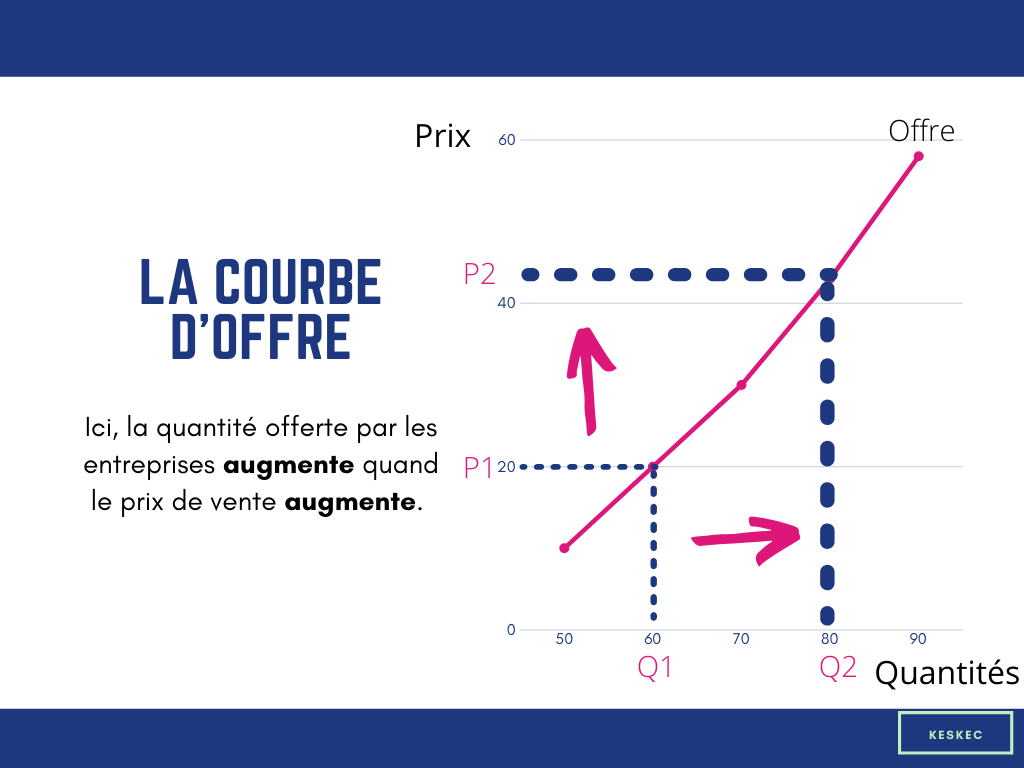 LA COURBE
D'OFFRE
Ici, la quantité offerte par les
entreprises augmente quand
le prix de vente augmente.
Prix
60
Offre
P2
40
P1
20
0
50
60
70
80
90
Q1
Q2
Quantités
KESKEC